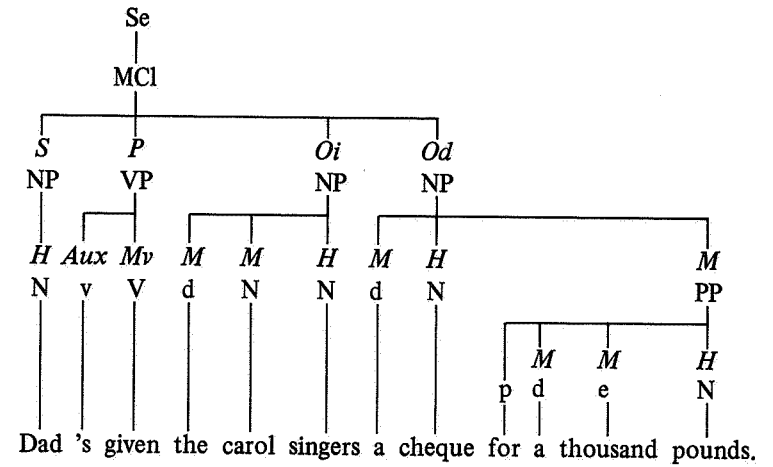 Se
MCl
S P Oi Od
NP VP NP NP
H Aux Mv M M H M H M
N v V d N N d N PP
M M H
p d e N
Dad 's given the carol singers a cheque for a thousand pounds.